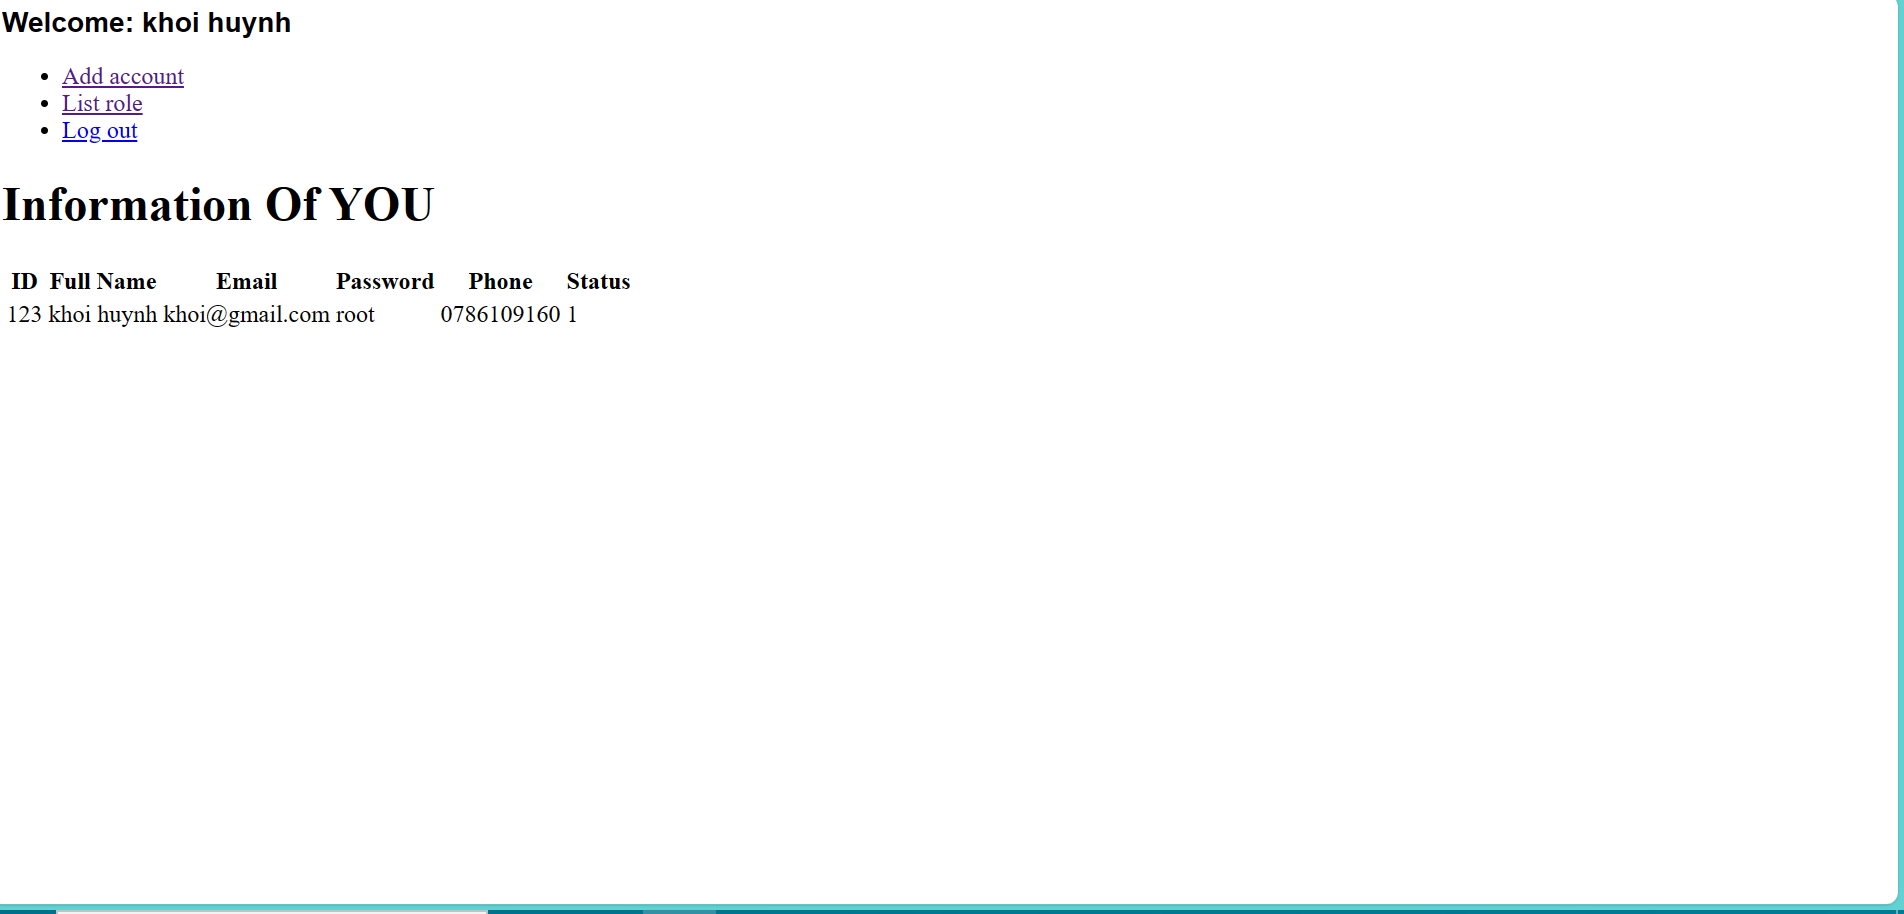 Welcome: khoi huynh
Add account
List role
Log out
Information Of YOU
ID Full Name Email Password Phone Status
123 khoi huynh khoi@gmail.com root 0786109160 1